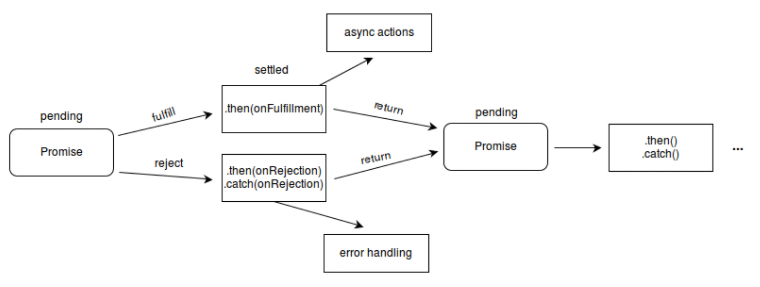 async actions
settled
pending
fulfill
.then(onFulfillment)
return
pending
Promise
reject
.then(onRejection)
.catch(onRejection)
return
Promise
.then()
.catch()
...
error handling